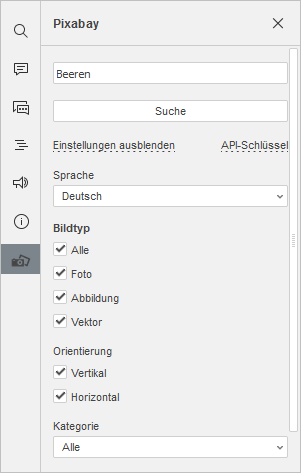 Pixabay
Beeren
Suche
Einstellungen ausblenden API-Schlüssel
Sprache
Deutsch
Bildtyp
Alle
Foto
Abbildung
Vektor
Orientierung
Vertikal
Horizontal
Kategorie
Alle